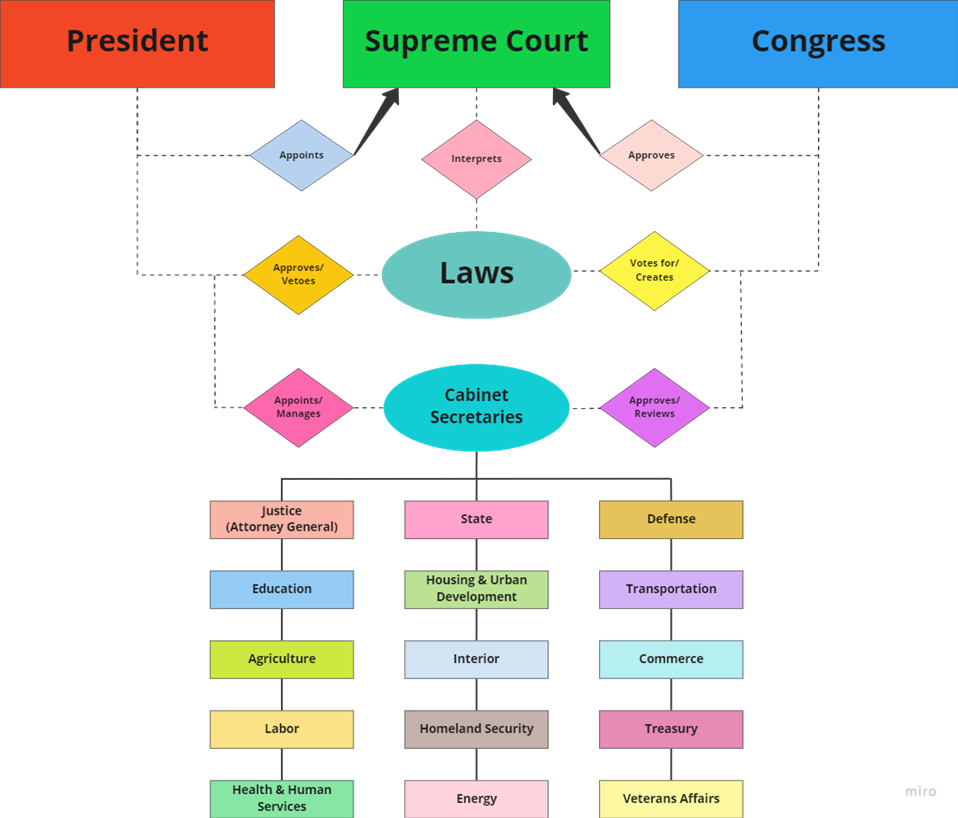 President
Supreme Court
Congress
Appoints
Interprets
Approves
Approves/
Vetoes
Laws
Votes for/
Creates
Appoints/
Manages
Cabinet
Secretaries
Approves/
Reviews
Justice
(Attorney General)
State
Defense
Education
Housing & Urban
Development
Transportation
Agriculture
Interior
Commerce
Labor
Homeland Security
Treasury
Health & Human
Services
Energy
Veterans Affairs
miro